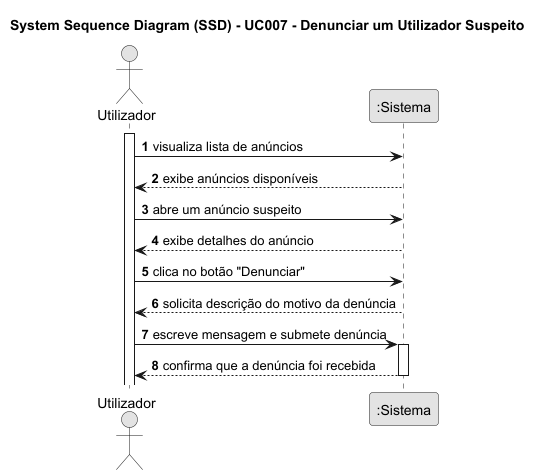 System Sequence Diagram (SSD) - UC007 - Denunciar um Utilizador Suspeito
Utilizador
:Sistema
1 visualiza lista de anúncios
2 exibe anúncios disponíveis
3 abre um anúncio suspeito
4 exibe detalhes do anúncio
5 clica no botão "Denunciar"
6 solicita descrição do motivo da denúncia
7 escreve mensagem e submete denúncia
8 confirma que a denúncia foi recebida
Utilizador
:Sistema